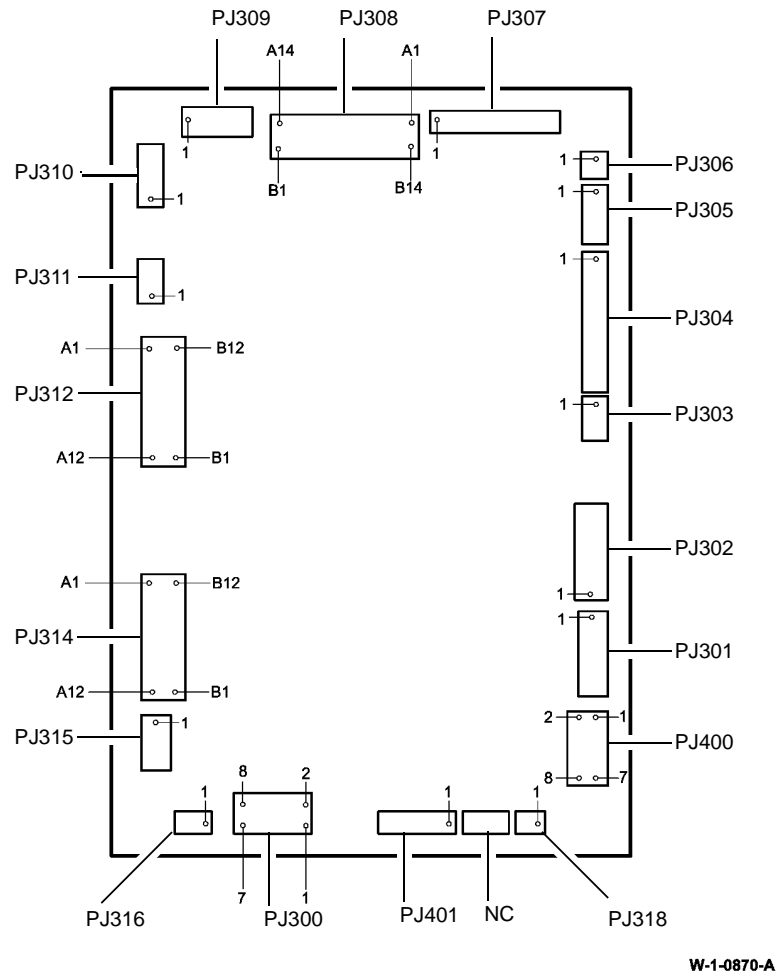 PJ309 PJ308 PJ307
A14 A1
1 1
B1 B14
PJ310 1
1 PJ306
1 PJ305
PJ311 1
1 PJ304
A1 B12
PJ312
A12 B1
1 PJ303
PJ302
1
A1 B12
PJ314
A12 B1
1 PJ301
PJ315 1
2 1
PJ400
8 7
1 8 2 1 1
7 1
PJ316 PJ300 PJ401 NC PJ318
W-1-0870-A